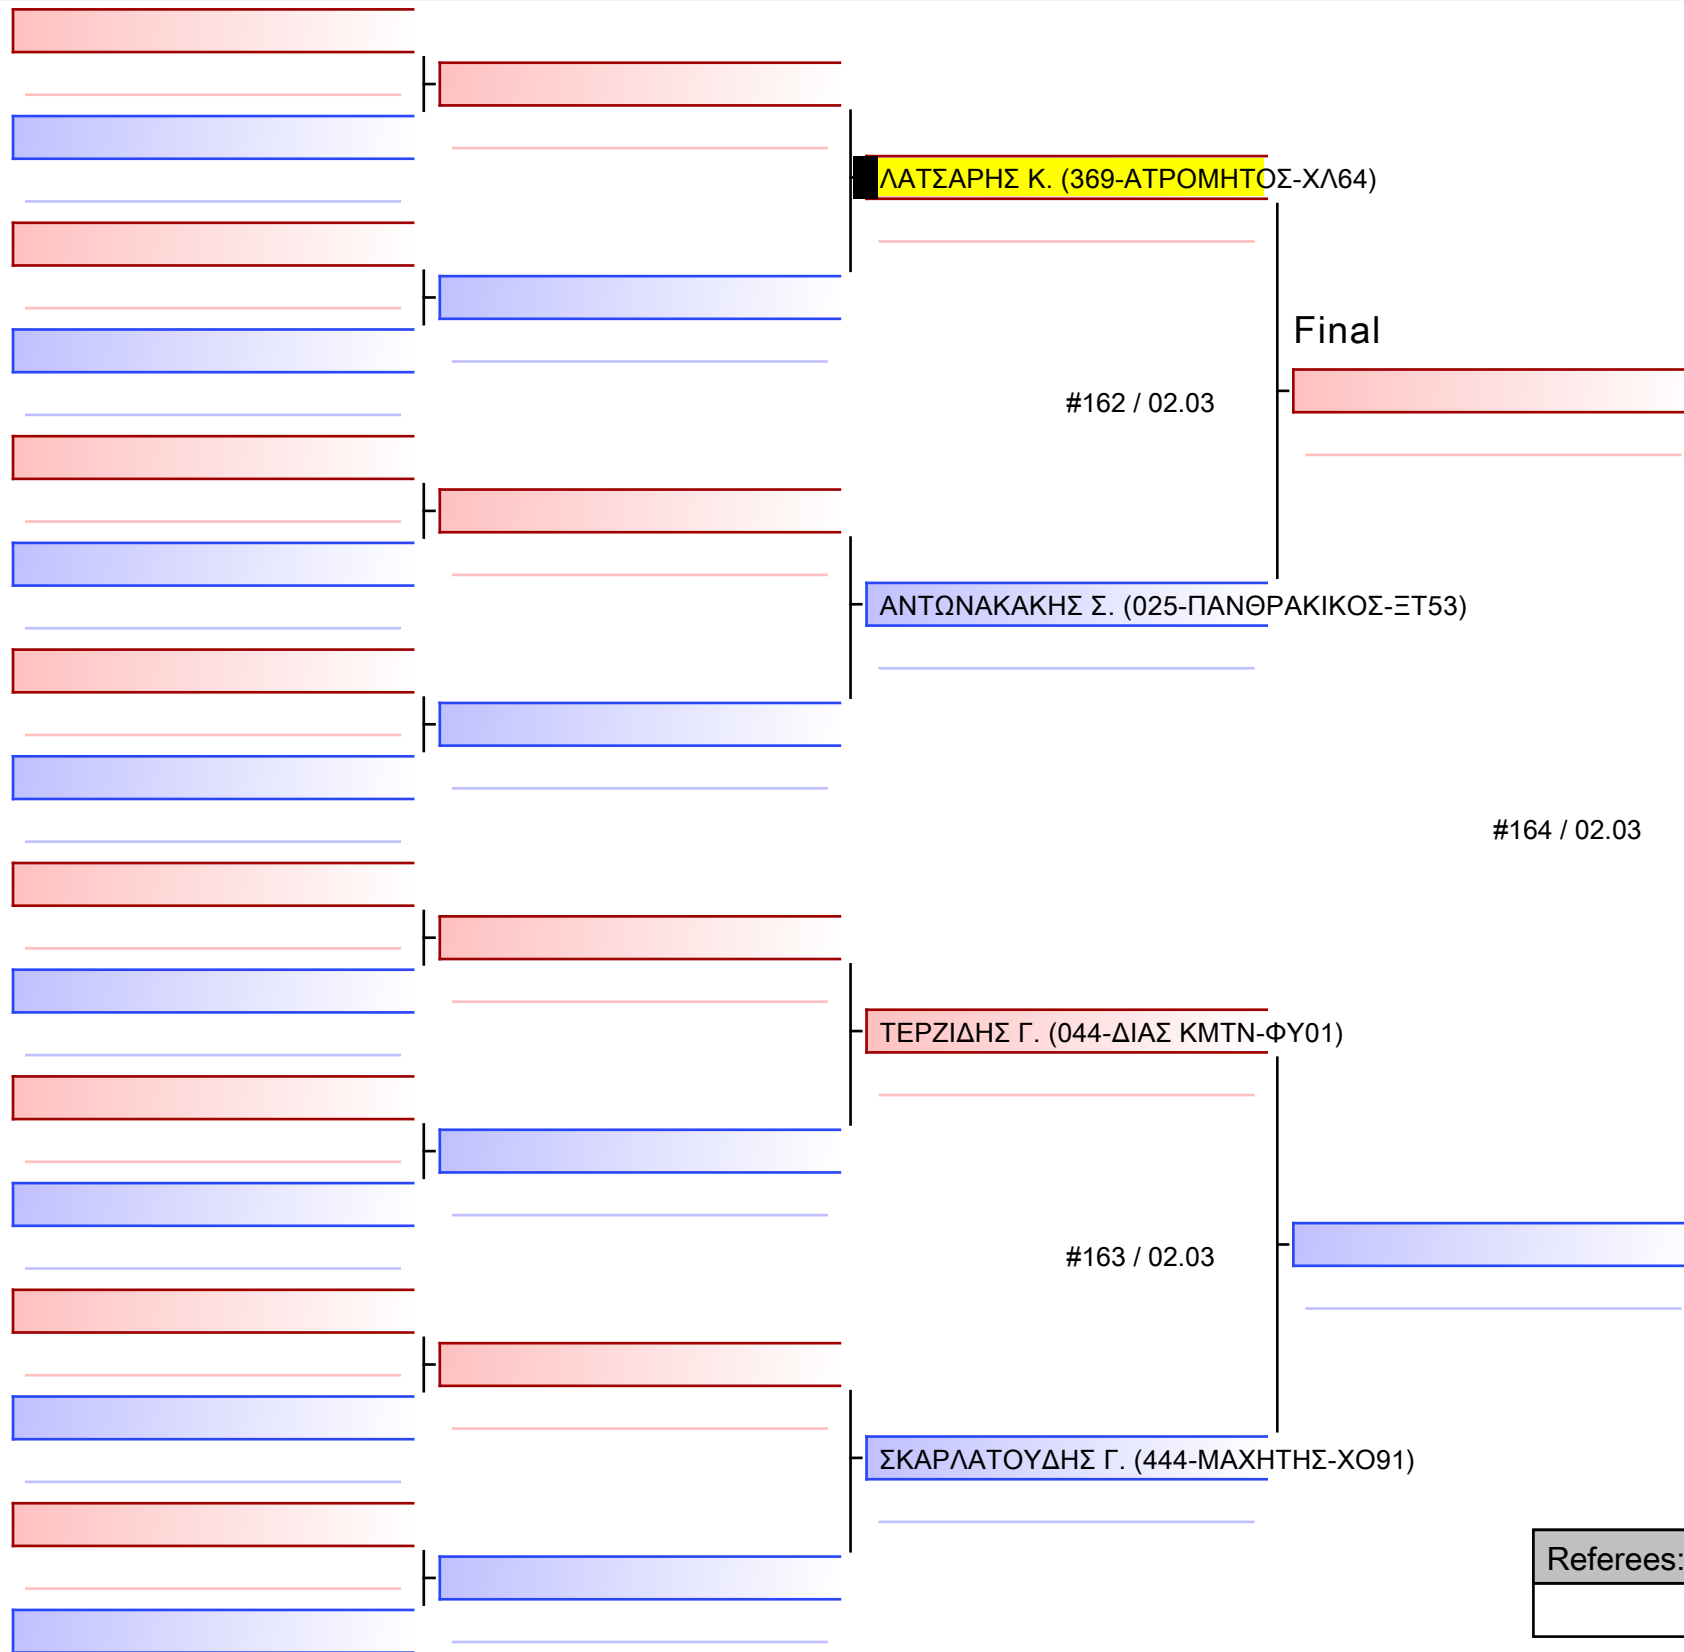 ΛΑΤΣΑΡΗΣ Κ. (369-ΑΤΡΟΜΗΤΟΣ-ΧΛ64)
Final
#162 / 02.03
ΑΝΤΩΝΑΚΑΚΗΣ Σ. (025-ΠΑΝΘΡΑΚΙΚΟΣ-ΞΤ53)
#164 / 02.03
ΤΕΡΖΙΔΗΣ Γ. (044-ΔΙΑΣ ΚΜΤΝ-ΦΥ01)
#163 / 02.03
ΣΚΑΡΛΑΤΟΥΔΗΣ Γ. (444-ΜΑΧΗΤΗΣ-ΧΟ91)
Referees: